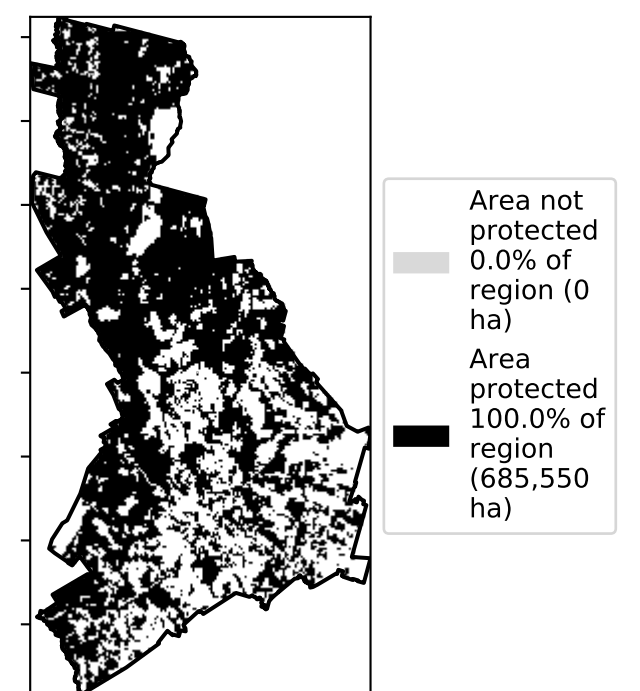 Area not
protected
0.0% of
region (0
ha)
Area
protected
100.0% of
region
(685,550
ha)